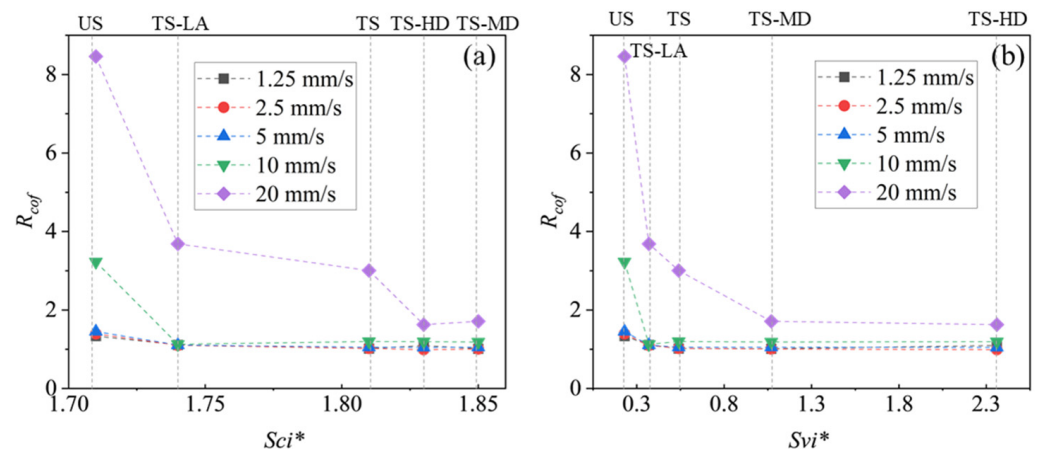 US TS-LA TS TS-HD TS-MD
(a)
1.25 mm/s
2.5 mm/s
5 mm/s
10 mm/s
20 mm/s
8
6
4
2
0
R_cof
1.70 1.75 1.80 1.85
Sci*
US TS TS-MD TS-HD
TS-LA
(b)
1.25 mm/s
2.5 mm/s
5 mm/s
10 mm/s
20 mm/s
8
6
4
2
0
R_cof
0.3 0.8 1.3 1.8 2.3
Svi*